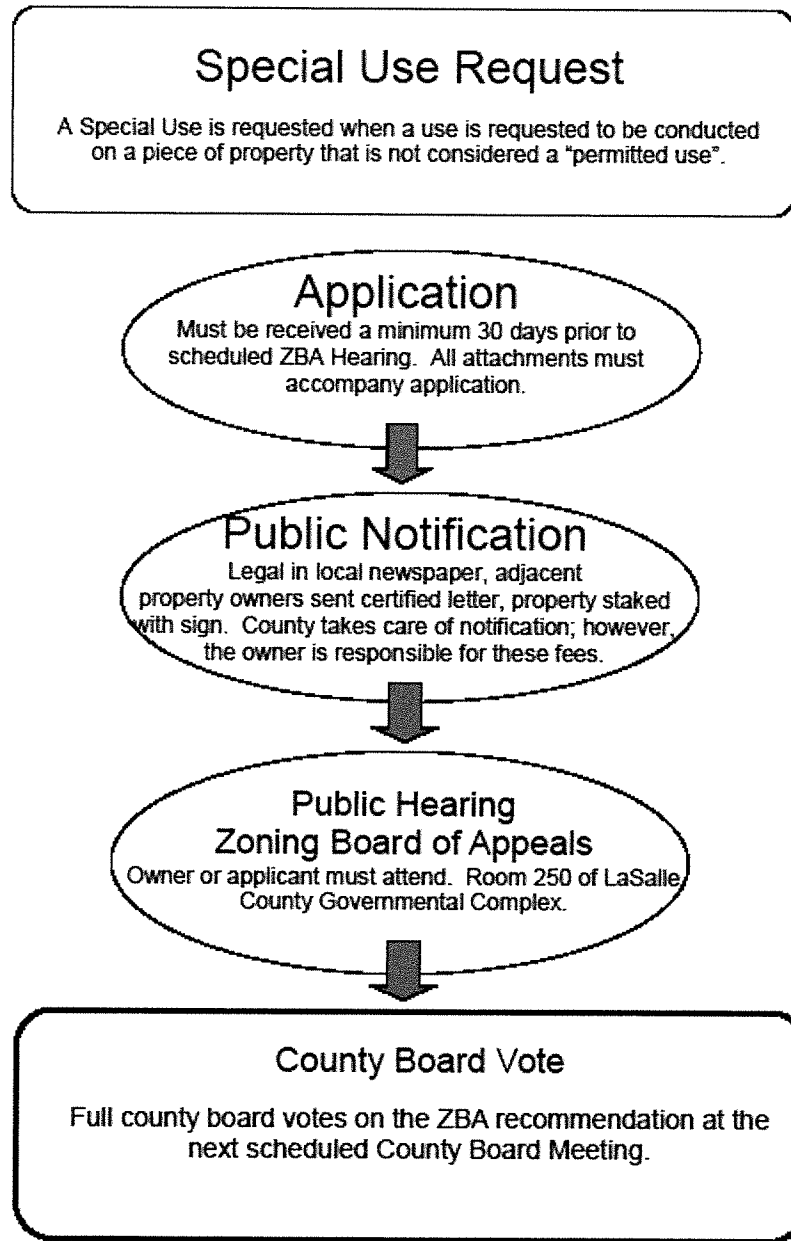 Special Use Request
A Special Use is requested when a use is requested to be conducted
on a piece of property that is not considered a "permitted use".
Application
Must be received a minimum 30 days prior to
scheduled ZBA Hearing. All attachments must
accompany application.
Public Notification
Legal in local newspaper, adjacent
property owners sent certified letter, property staked
with sign. County takes care of notification; however,
the owner is responsible for these fees.
Public Hearing
Zoning Board of Appeals
Owner or applicant must attend. Room 250 of LaSalle
County Governmental Complex.
County Board Vote
Full county board votes on the ZBA recommendation at the
next scheduled County Board Meeting.